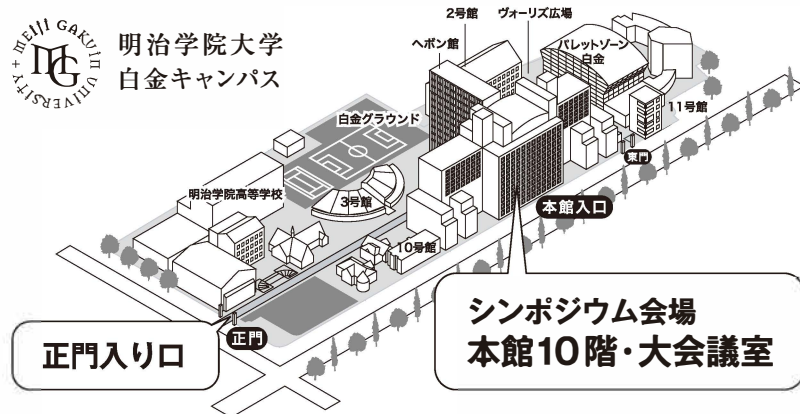 MEIJI GAKUIN UNIVERSITY
MG
明治学院大学
白金キャンパス
2号館
ヴォーリズ広場
ヘボン館
パレットゾーン
白金
白金グラウンド
11号館
東門
明治学院高等学校
3号館
本館入口
10号館
シンポジウム会場
本館10階・大会議室
正門
正門入り口